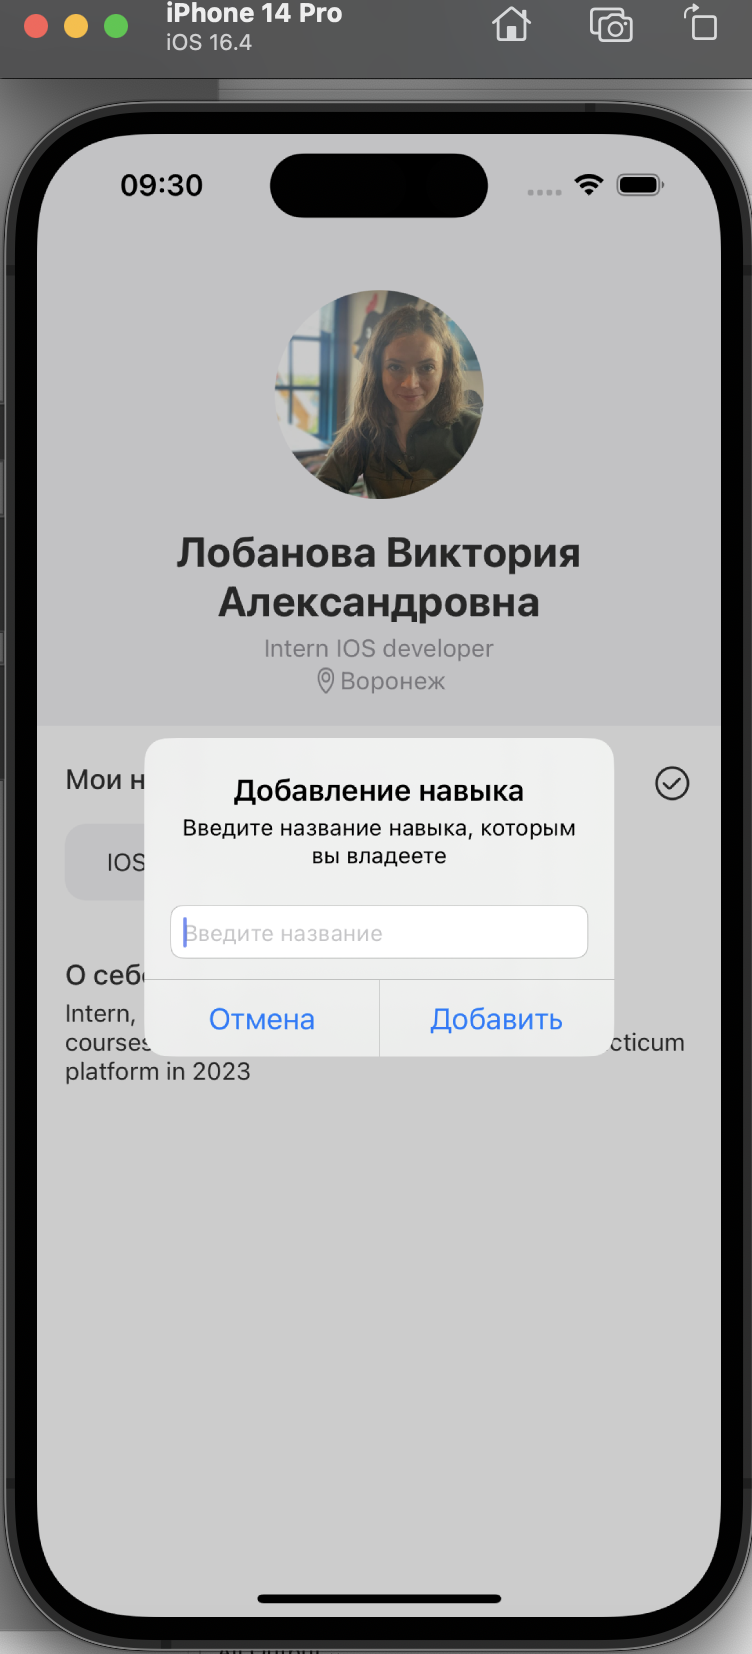 iPhone 14 Pro
iOS 16.4
09:30
Лобанова Виктория
Александровна
Intern IOS developer
Воронеж
Мои н
Добавление навыка
Введите название навыка, которым
вы владеете
IOS
Введите название
О себе
Intern,
Отмена
Добавить
courses
cticum
platform in 2023